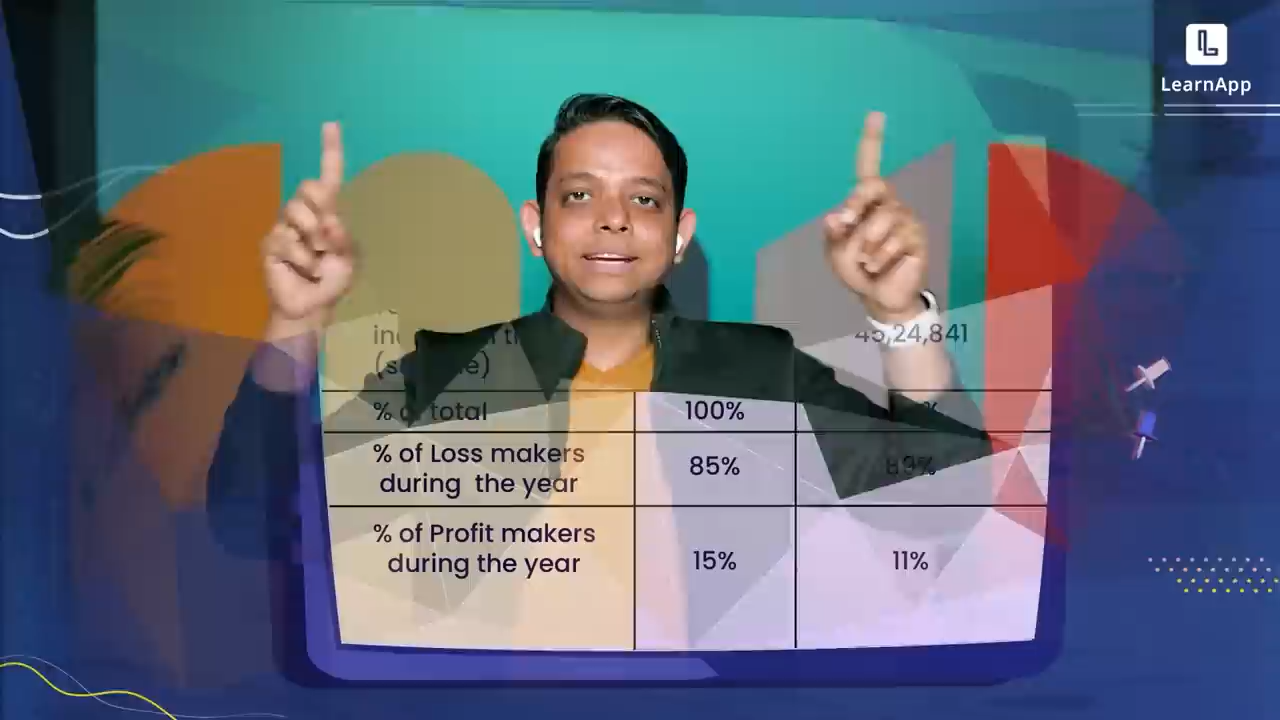 LearnApp
45,24,841
% of total
100%
%
% of Loss makers
during the year
85%
89%
% of Profit makers
during the year
15%
11%